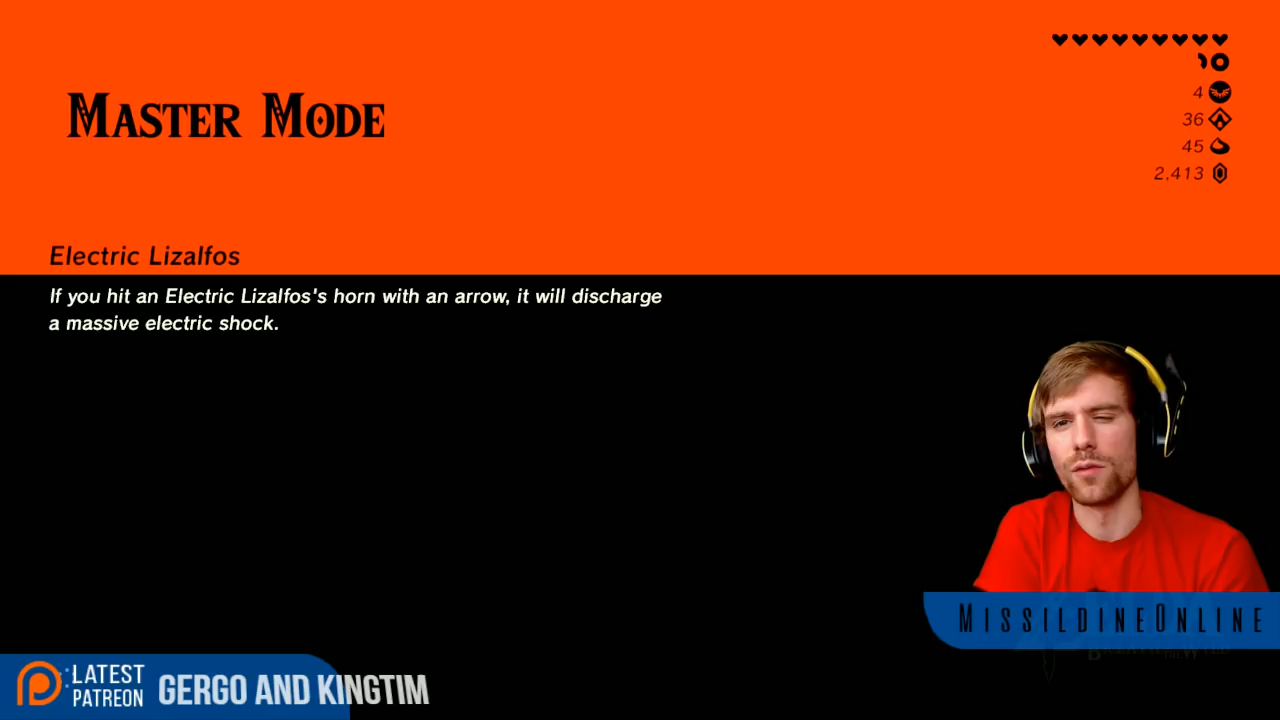 Master Mode
4
36
45
2,413
Electric Lizalfos
If you hit an Electric Lizalfos's horn with an arrow, it will discharge
a massive electric shock.
MissildineOnline
LATEST
PATREON
GERGO AND KINGTIM